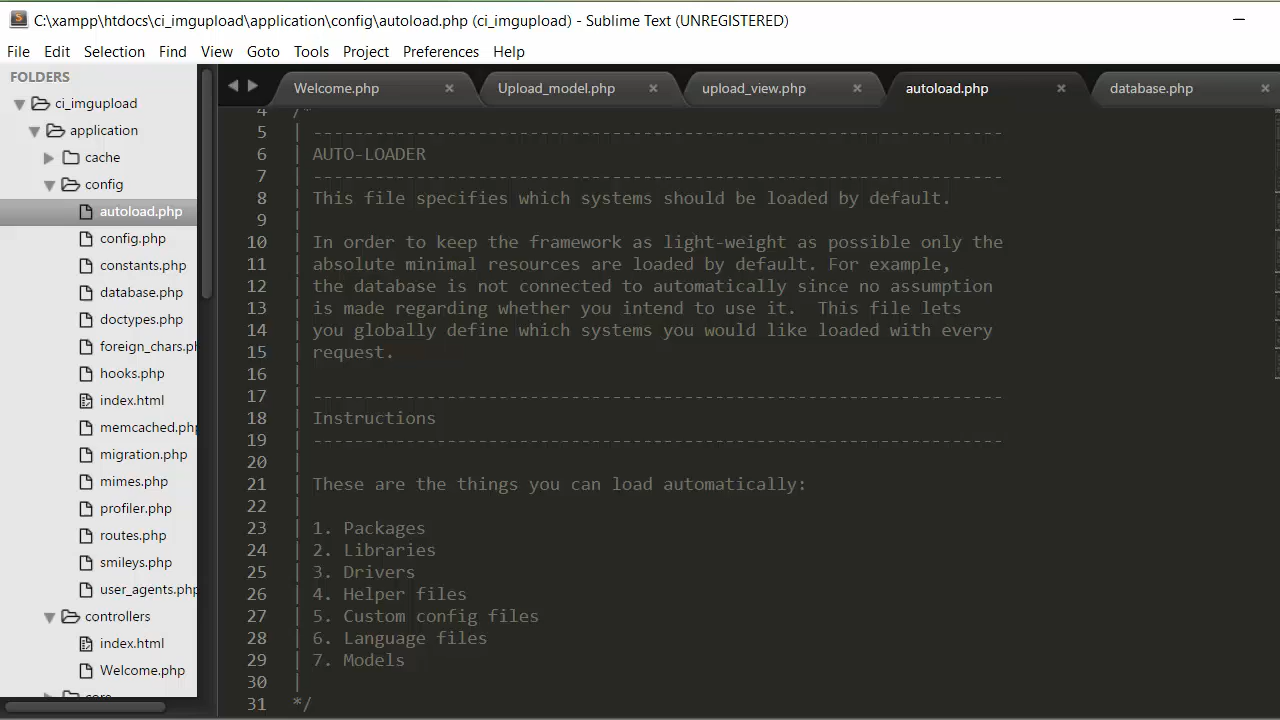 C:\xampp\htdocs\ci_imgupload\application\config\autoload.php (ci_imgupload) - Sublime Text (UNREGISTERED)
File Edit Selection Find View Goto Tools Project Preferences Help
FOLDERS
ci_imgupload
application
cache
config
autoload.php
config.php
constants.php
database.php
doctypes.php
foreign_chars.ph
hooks.php
index.html
memcached.php
migration.php
mimes.php
profiler.php
routes.php
smileys.php
user_agents.php
controllers
index.html
Welcome.php
core
Welcome.php Upload_model.php upload_view.php autoload.php database.php
4 /*
5 | -------------------------------------------------------------------
6 | AUTO-LOADER
7 | -------------------------------------------------------------------
8 | This file specifies which systems should be loaded by default.
9 |
10 | In order to keep the framework as light-weight as possible only the
11 | absolute minimal resources are loaded by default. For example,
12 | the database is not connected to automatically since no assumption
13 | is made regarding whether you intend to use it.  This file lets
14 | you globally define which systems you would like loaded with every
15 | request.
16 |
17 | -------------------------------------------------------------------
18 | Instructions
19 | -------------------------------------------------------------------
20 |
21 | These are the things you can load automatically:
22 |
23 | 1. Packages
24 | 2. Libraries
25 | 3. Drivers
26 | 4. Helper files
27 | 5. Custom config files
28 | 6. Language files
29 | 7. Models
30 |
31 */